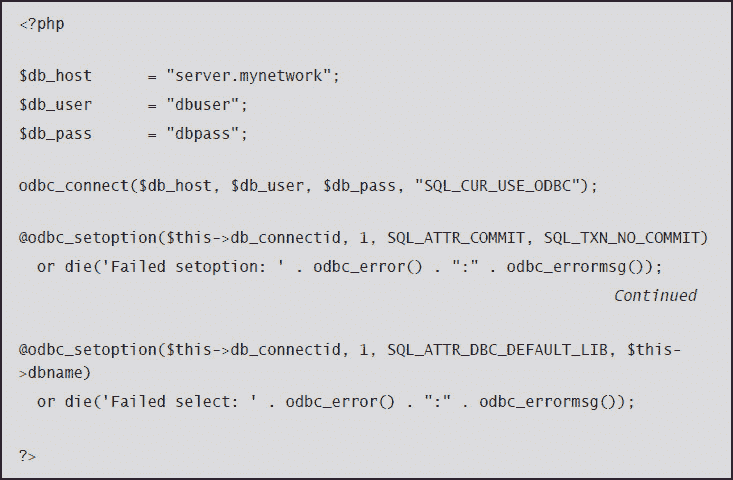 <?php
$db_host      = "server.mynetwork";
$db_user      = "dbuser";
$db_pass      = "dbpass";
odbc_connect($db_host, $db_user, $db_pass, "SQL_CUR_USE_ODBC");
@odbc_setoption($this->db_connectid, 1, SQL_ATTR_COMMIT, SQL_TXN_NO_COMMIT)
  or die('Failed setoption: ' . odbc_error() . ":" . odbc_errormsg());
Continued
@odbc_setoption($this->db_connectid, 1, SQL_ATTR_DBC_DEFAULT_LIB, $this-
>dbname)
  or die('Failed select: ' . odbc_error() . ":" . odbc_errormsg());
?>